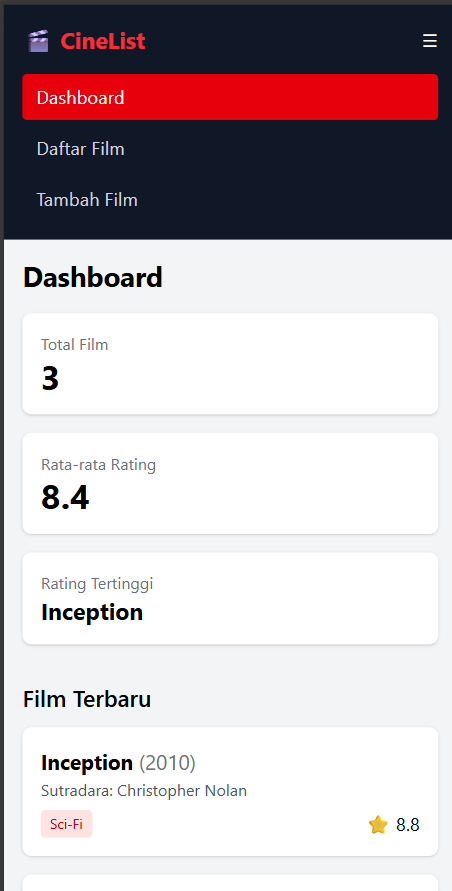 CineList
Dashboard
Daftar Film
Tambah Film
Dashboard
Total Film
3
Rata-rata Rating
8.4
Rating Tertinggi
Inception
Film Terbaru
Inception (2010)
Sutradara: Christopher Nolan
Sci-Fi
8.8